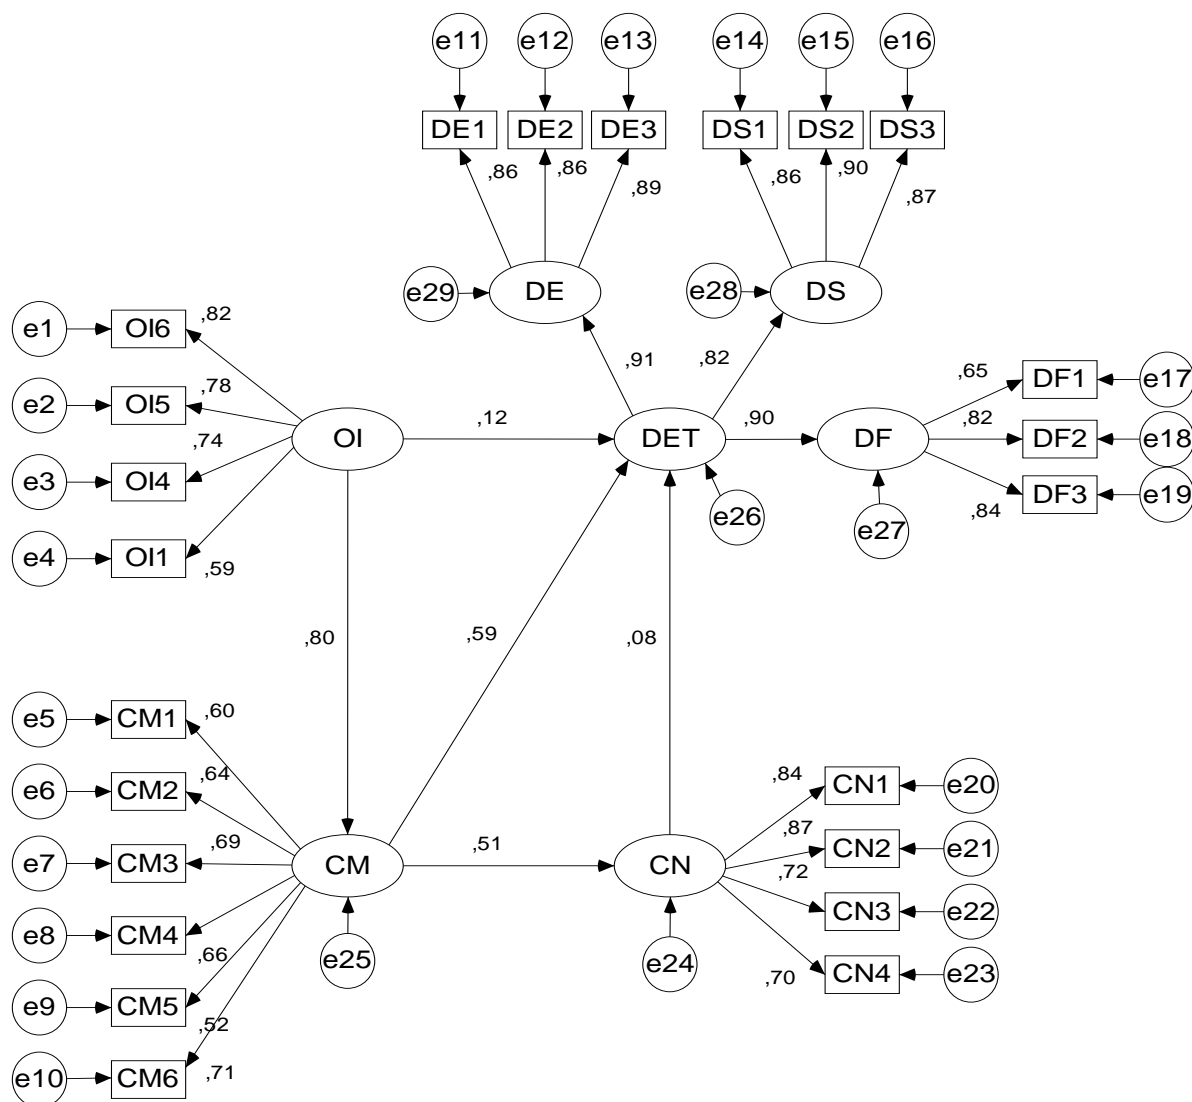 e11 e12 e13 e14 e15 e16
DE1 DE2 DE3 DS1 DS2 DS3
,86 ,86 ,89 ,86 ,90 ,87
e29 DE e28 DS
e1 OI6 ,82
,91 ,82
e2 OI5 ,78
,65 DF1 e17
e3 OI4 ,74
OI ,12 DET ,90 DF ,82 DF2 e18
e4 OI1 ,59
,84 DF3 e19
e26 e27
,80 ,59 ,08
e5 CM1 ,60
e6 CM2 ,64
,84 CN1 e20
e7 CM3 ,69
CM ,51 CN ,87 CN2 e21
e8 CM4 ,66
,72 CN3 e22
e25 e24 ,70 CN4 e23
e9 CM5 ,52
e10 CM6 ,71